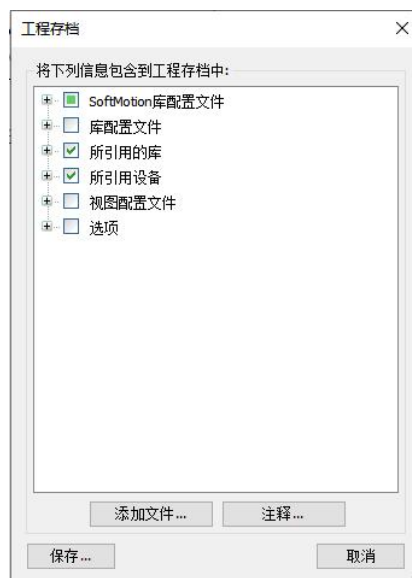 工程存档
将下列信息包含到工程存档中:
SoftMotion库配置文件
库配置文件
所引用的库
所引用设备
视图配置文件
选项
添加文件...
注释...
保存...
取消